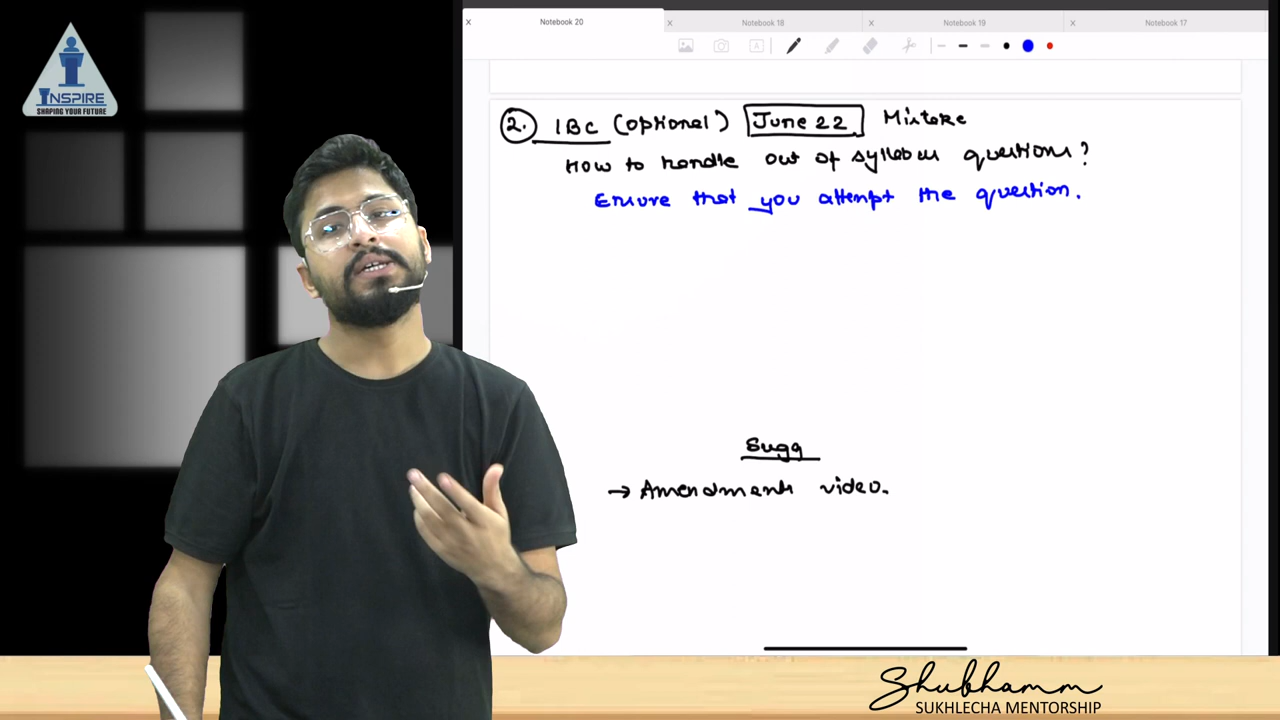 INSPIRE
SHAPING YOUR FUTURE
Notebook 20
Notebook 18
Notebook 19
Notebook 17
2. IBC (optional) June 22 Mistake
How to handle out of syllabus questions?
Ensure that you attempt the question.
Sugg
→ Amendments video.
Shubhamm
SUKHLECHA MENTORSHIP